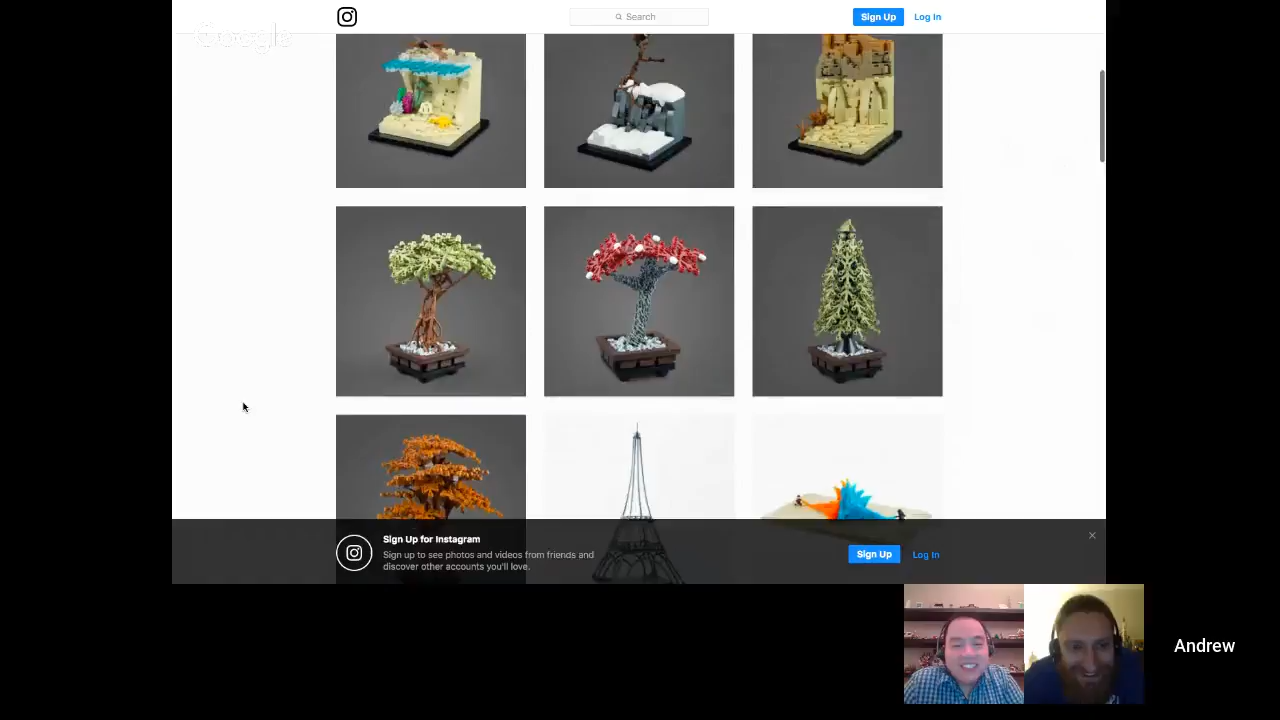 Search
Sign Up
Log In
Google
Sign Up for Instagram
Sign up to see photos and videos from friends and
discover other accounts you'll love.
Sign Up
Log In
Andrew